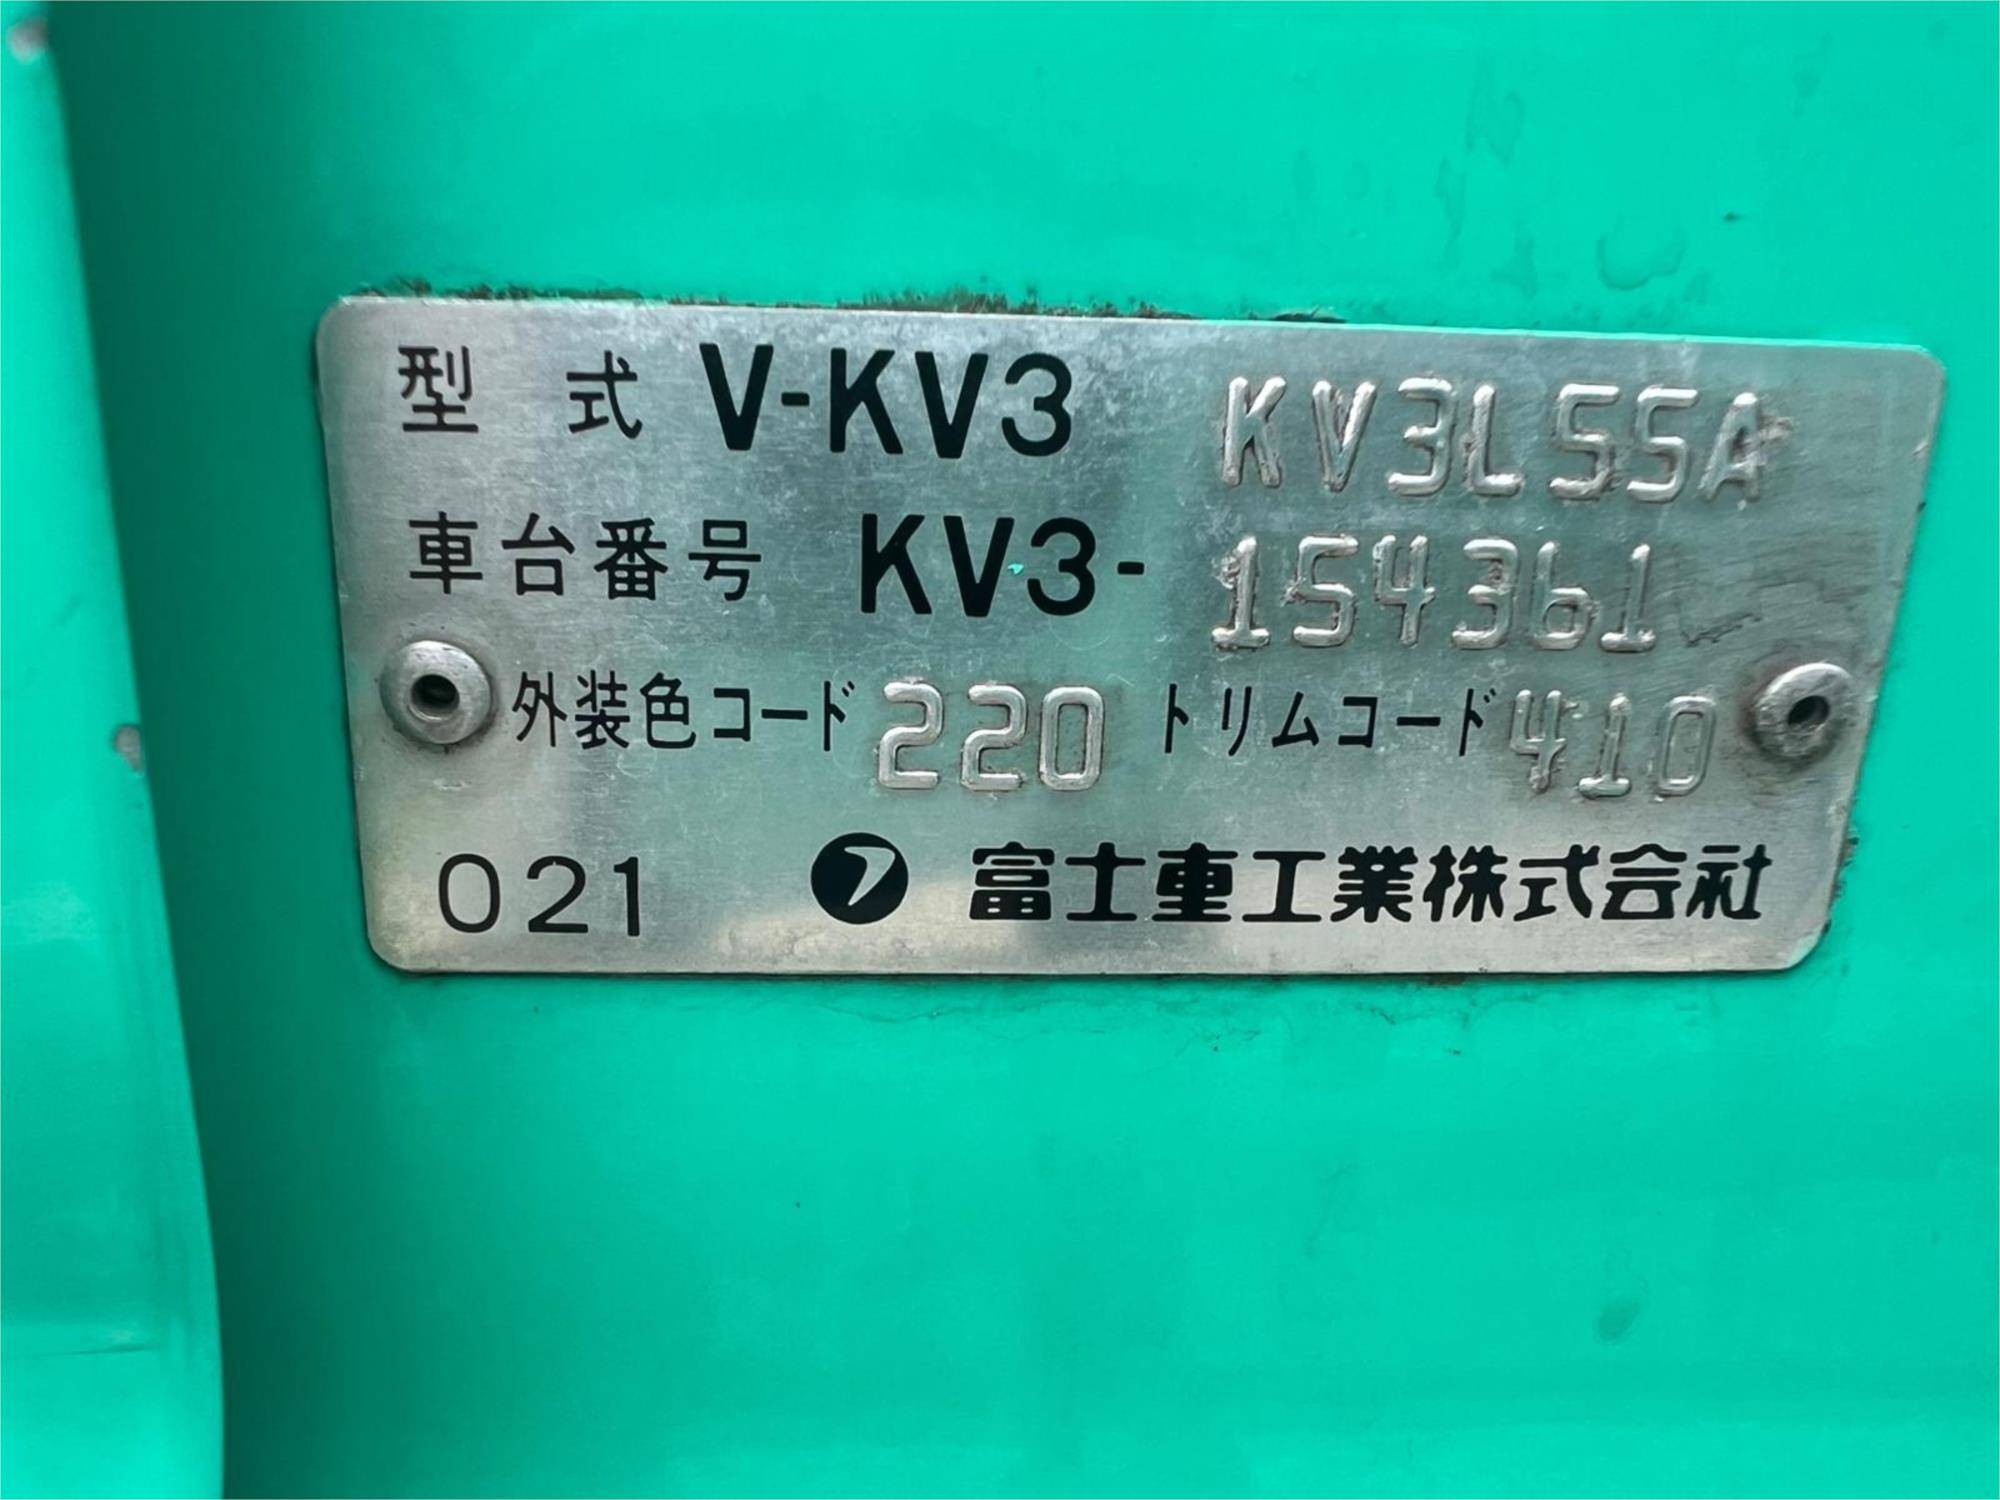 型式 V-KV3 KV3L55A
車台番号 KV3-154361
外装色コード 220 トリムコード 410
021 富士重工業株式会社